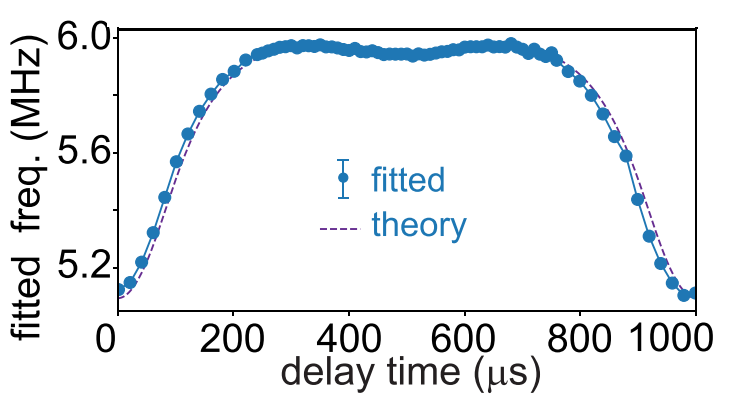 fitted freq. (MHz)
6.0
5.6
5.2
fitted
theory
0 200 400 600 800 1000
delay time (μs)